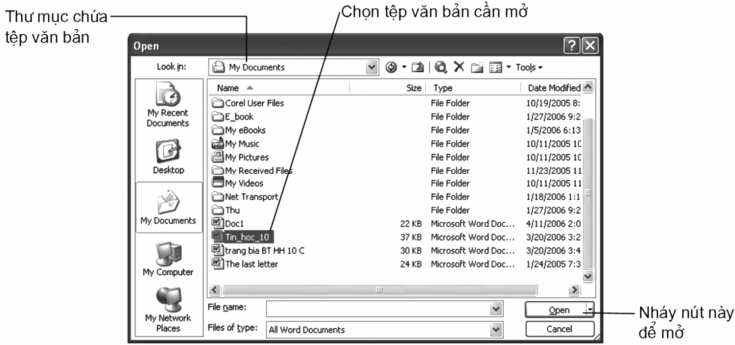 Thư mục chứa
tệp văn bản
Chọn tệp văn bản cần mở
Open
Look in: My Documents Tools
Name Size Type Date Modified
Corel User Files File Folder 10/19/2005 8:
E_book File Folder 1/27/2006 9:2
My eBooks File Folder 1/5/2006 6:13
My Music File Folder 10/11/2005 10
My Pictures File Folder 10/11/2005 10
My Received Files File Folder 11/23/2005 11
My Videos File Folder 10/11/2005 11
Net Transport File Folder 1/18/2006 1:1
Thu File Folder 1/27/2006 9:2
Doc1 22 KB Microsoft Word Doc... 4/11/2006 2:0
Tin_hoc_10 37 KB Microsoft Word Doc... 3/20/2006 3:2
trang bia BT HH 10 C 30 KB Microsoft Word Doc... 3/20/2006 3:4
The last letter 24 KB Microsoft Word Doc... 1/24/2005 7:3
My Recent
Documents
Desktop
My Documents
My Computer
My Network
Places
File name: Open
Files of type: All Word Documents Cancel
Nháy nút này
để mở